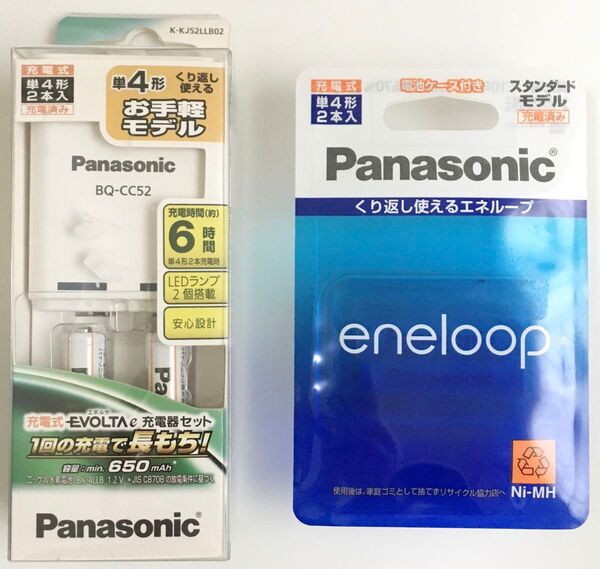 K-KJ52LLB02
充電式
単4形
2本入
充電済み
単4形
くり返し
使える
お手軽
モデル
Panasonic
BQ-CC52
充電時間(約)
6時間
単4形2本充電時
LEDランプ
2個搭載
安心設計
Panasonic
Panasonic
エボルタ
充電式 EVOLTA e 充電器セット
1回の充電で長もち!
容量:min. 650 mAh
ニッケル水素電池 BK-4LLB 1.2V *JIS C8708 の放電条件に基づく
Panasonic
充電式
単4形
2本入
電池ケース付き
スタンダード
モデル
充電済み
Panasonic®
くり返し使えるエネループ
eneloop
Ni-MH
使用後は、家庭ゴミとして捨てずリサイクル協力店へ